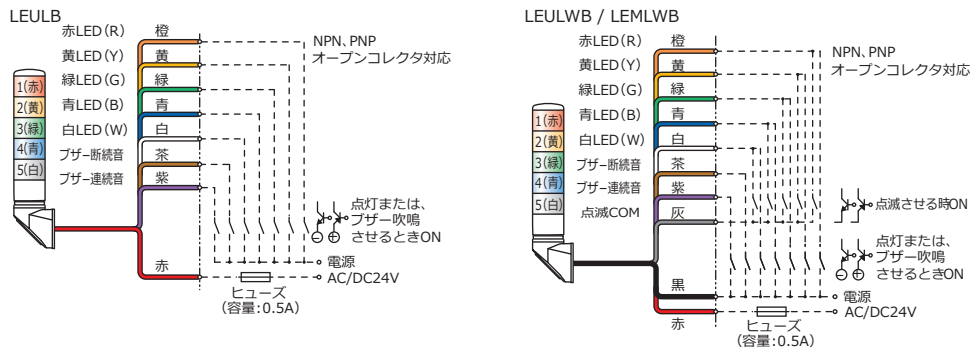 LEULB
赤LED（R）
橙
黄LED（Y）
黄
緑LED（G）
緑
青LED（B）
青
白LED（W）
白
ブザー断続音
茶
ブザー連続音
紫
赤
1(赤)
2(黄)
3(緑)
4(青)
5(白)
NPN、PNP
オープンコレクタ対応
点灯または、
ブザー吹鳴
させるときON
電源
AC/DC24V
ヒューズ
（容量：0.5A）
LEULWB / LEMLWB
赤LED（R）
橙
黄LED（Y）
黄
緑LED（G）
緑
青LED（B）
青
白LED（W）
白
ブザー断続音
茶
ブザー連続音
紫
点滅COM
灰
黒
赤
1(赤)
2(黄)
3(緑)
4(青)
5(白)
NPN、PNP
オープンコレクタ対応
点滅させる時ON
点灯または、
ブザー吹鳴
させるときON
電源
AC/DC24V
ヒューズ
（容量：0.5A）